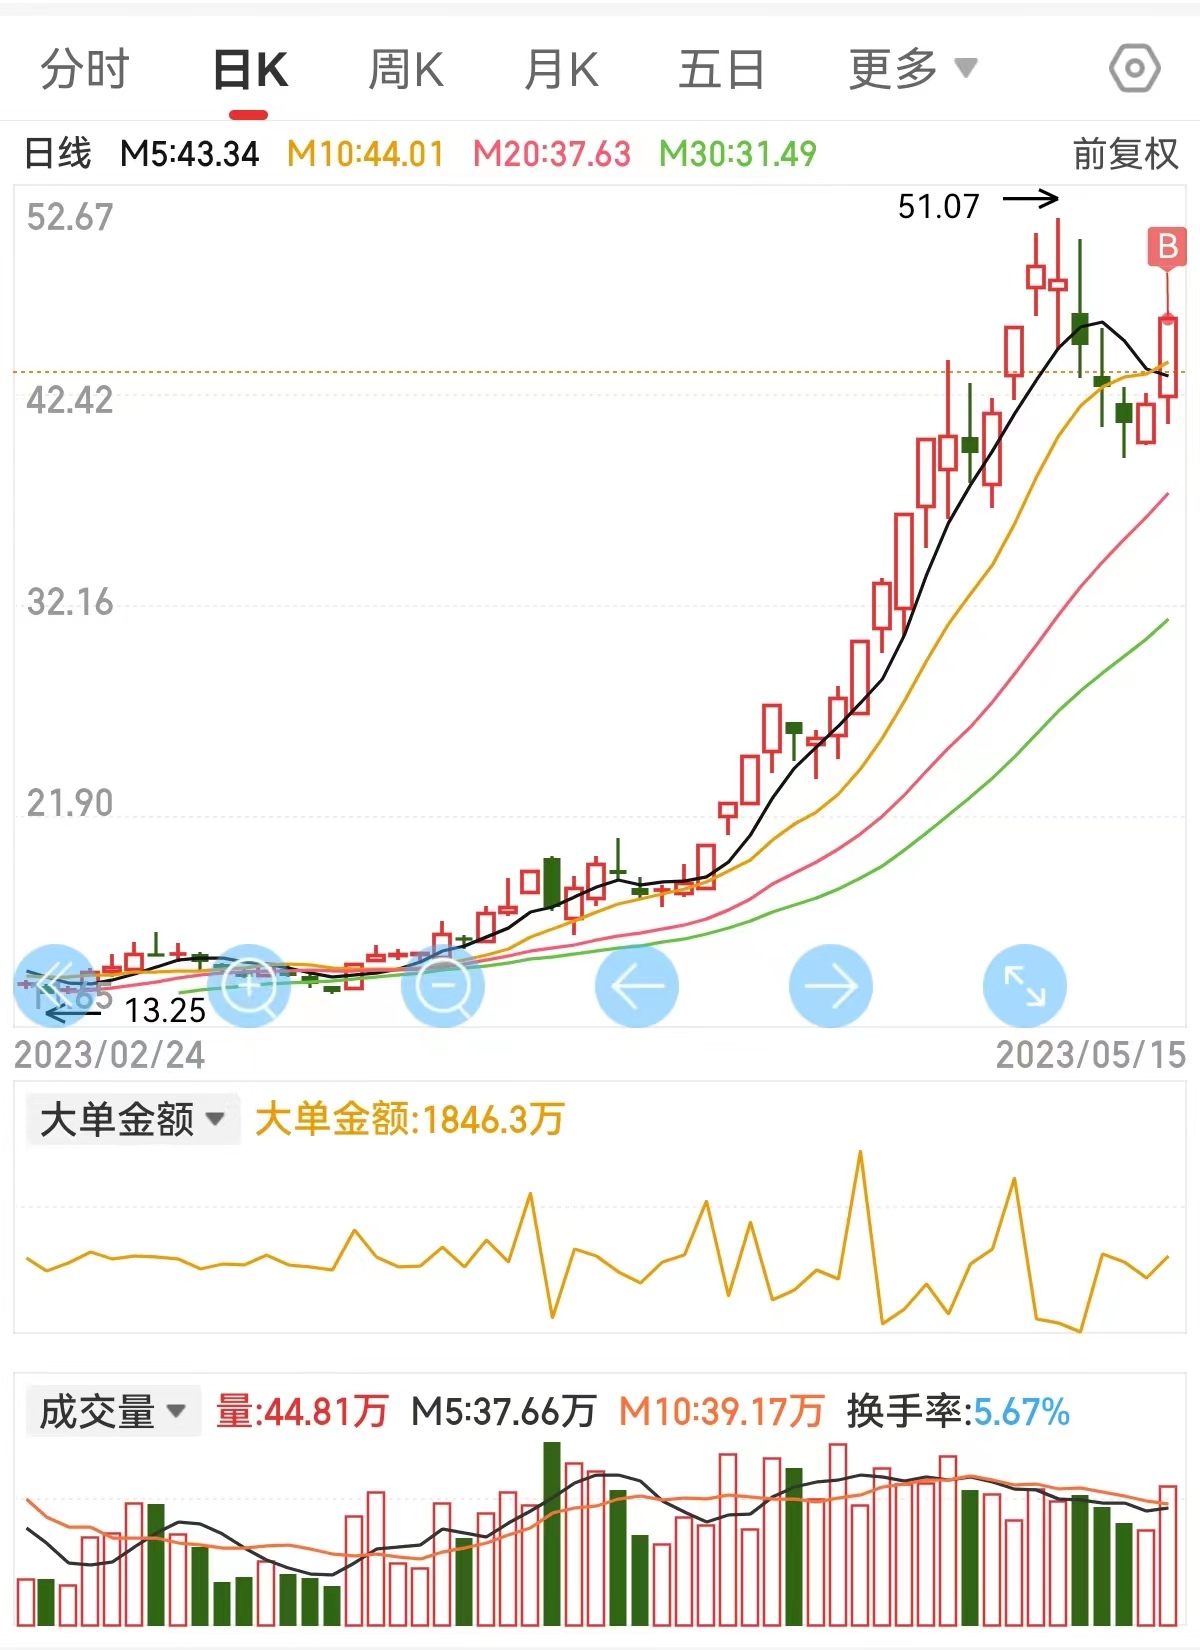 分时 日K 周K 月K 五日 更多
日线 M5:43.34 M10:44.01 M20:37.63 M30:31.49 前复权
52.67
51.07
B
42.42
32.16
21.90
13.25
2023/02/24 2023/05/15
大单金额 大单金额:1846.3万
成交量 量:44.81万 M5:37.66万 M10:39.17万 换手率:5.67%